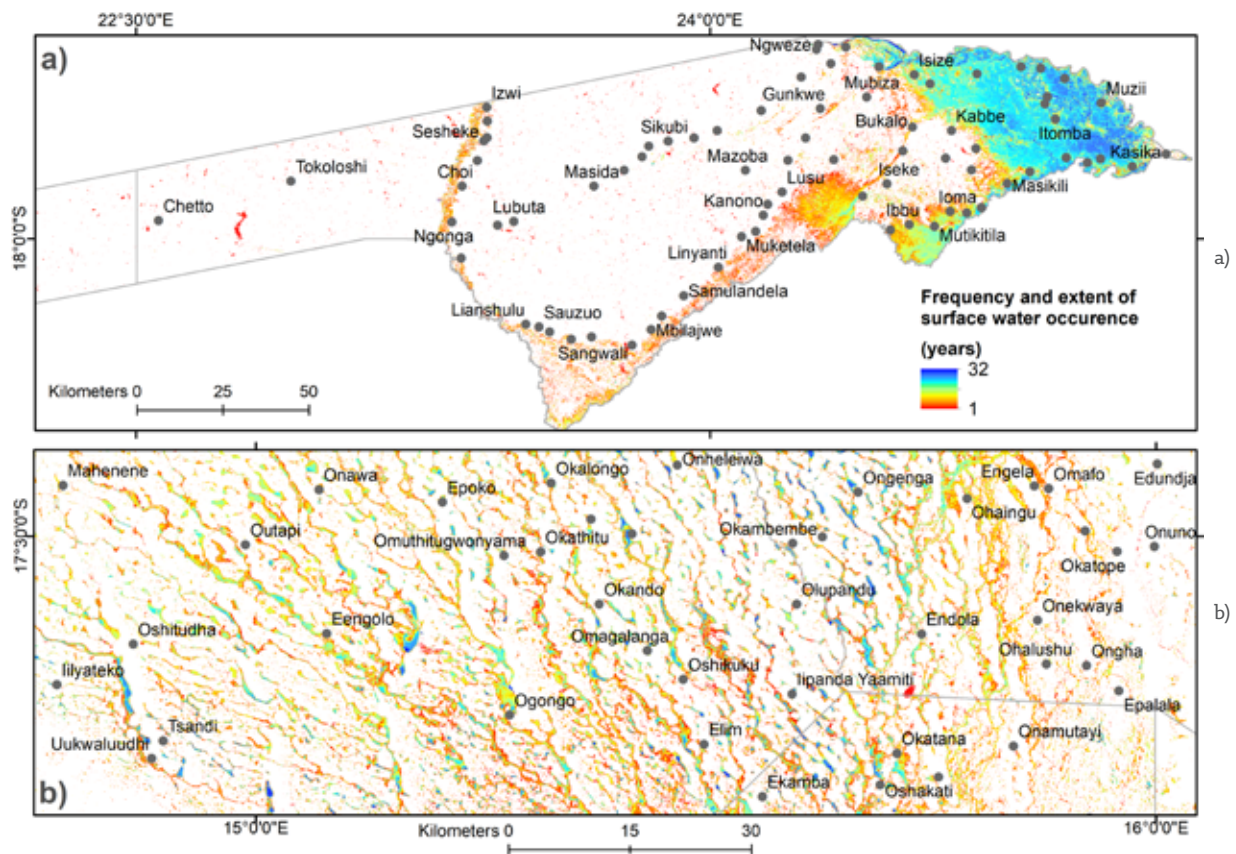 22°30'0"E
24°0'0"E
a)
Ngweze
Isize
Izwi
Mubiza
Muzii
Gunkwe
Sesheke
Sikubi
Bukalo
Kabbe
Itomba
Tokoloshi
Choi
Masida
Mazoba
Iseke
Kasika
Lusu
Masikili
Chetto
Lubuta
Kanono
Ioma
Ibbu
18°0'0"S
Ngonga
Muketela
Mutikitila
a)
Linyanti
Samulandela
Frequency and extent of
surface water occurence
(years)
32
1
Lianshulu
Sauzuo
Mbilajwe
Sangwali
Kilometers 0
25
50
Mahenene
Onawa
Okalongo
Onheleiwa
Ongenga
Engela
Omafo
Edundja
Epoko
Ohaingu
17°30'0"S
Outapi
Omuthitugwonyama
Okathitu
Okambembe
Onuno
Okatope
Okando
Olupandu
Onekwaya
b)
Oshitudha
Eengolo
Omagalanga
Endola
Ohalushu
Ongha
Iilyateko
Oshikuku
Iipanda Yaamiti
Epalala
Ogongo
Tsandi
Elim
Okatana
Onamutayi
Uukwaluudhi
Ekamba
Oshakati
b)
15°0'0"E
Kilometers 0
15
30
16°0'0"E